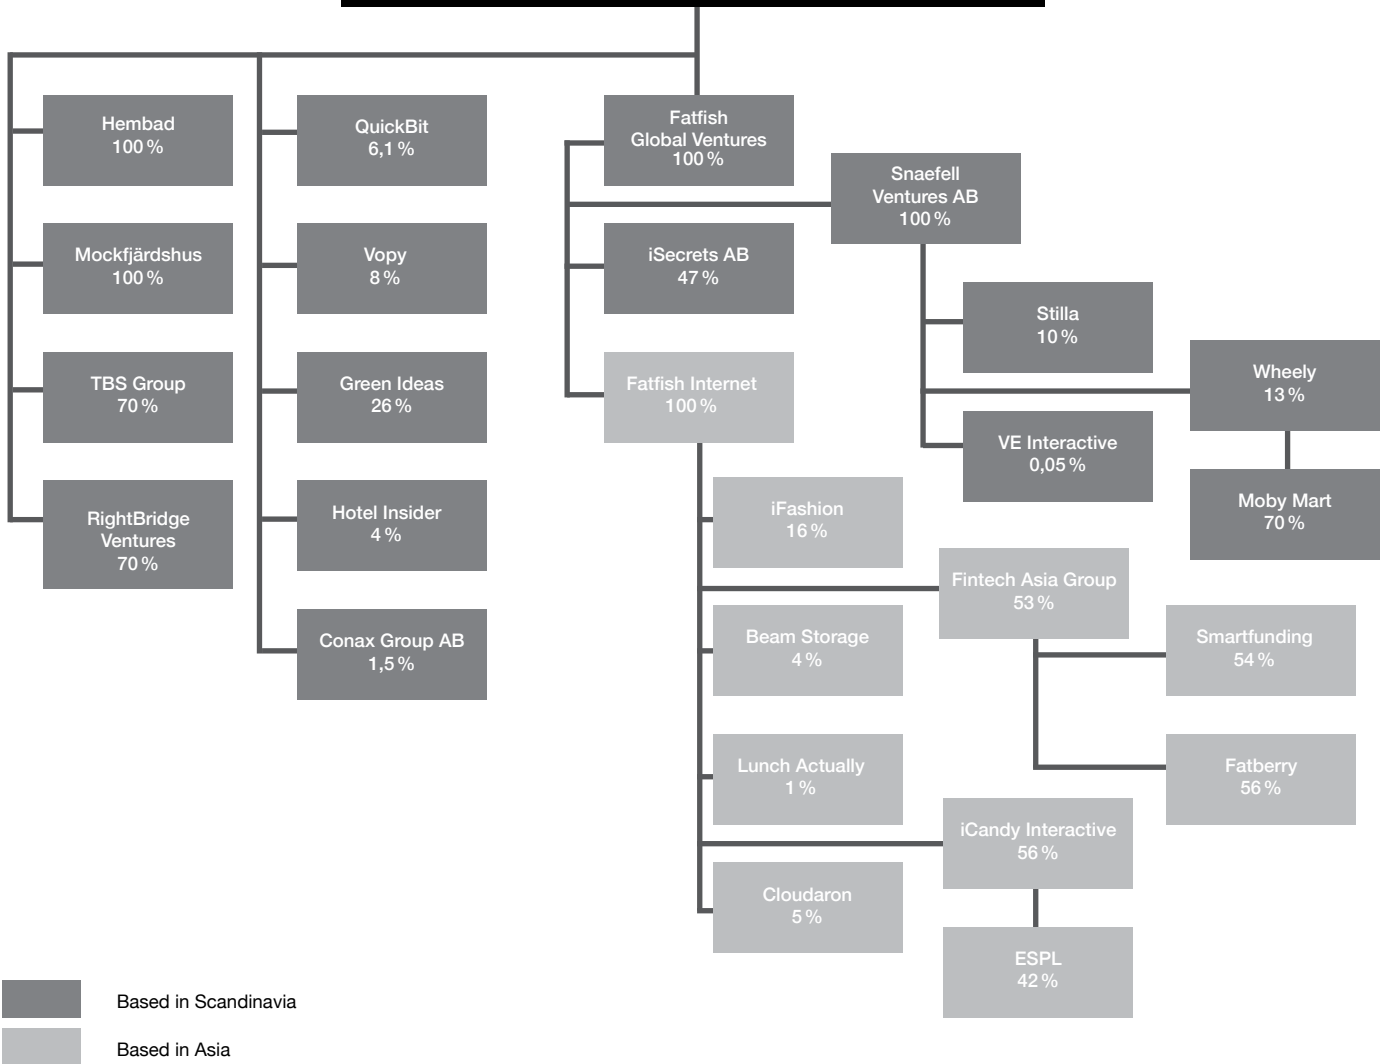 Hembad
100 %
Mockfjärdshus
100 %
TBS Group
70 %
RightBridge
Ventures
70 %
QuickBit
6,1 %
Vopy
8 %
Green Ideas
26 %
Hotel Insider
4 %
Conax Group AB
1,5 %
Fatfish
Global Ventures
100 %
Snaefell
Ventures AB
100 %
iSecrets AB
47 %
Stilla
10 %
Wheely
13 %
Fatfish Internet
100 %
VE Interactive
0,05 %
Moby Mart
70 %
iFashion
16 %
Fintech Asia Group
53 %
Beam Storage
4 %
Smartfunding
54 %
Lunch Actually
1 %
Fatberry
56 %
iCandy Interactive
56 %
Cloudaron
5 %
ESPL
42 %
Based in Scandinavia
Based in Asia